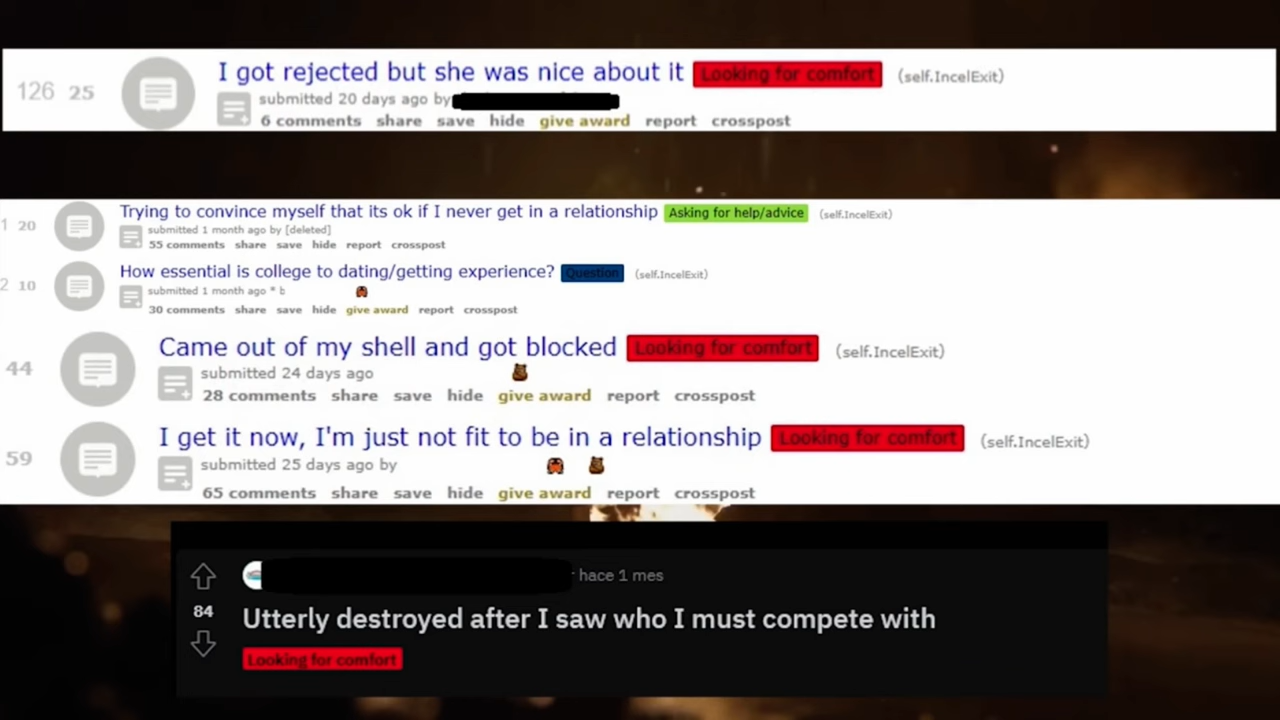 126 25 I got rejected but she was nice about it Looking for comfort (self.IncelExit)
submitted 20 days ago by
6 comments share save hide give award report crosspost
1 20 Trying to convince myself that its ok if I never get in a relationship Asking for help/advice (self.IncelExit)
submitted 1 month ago by [deleted]
55 comments share save hide report crosspost
2 10 How essential is college to dating/getting experience? Question (self.IncelExit)
submitted 1 month ago * b
30 comments share save hide give award report crosspost
44 Came out of my shell and got blocked Looking for comfort (self.IncelExit)
submitted 24 days ago
28 comments share save hide give award report crosspost
59 I get it now, I'm just not fit to be in a relationship Looking for comfort (self.IncelExit)
submitted 25 days ago by
65 comments share save hide give award report crosspost
hace 1 mes
84 Utterly destroyed after I saw who I must compete with
Looking for comfort